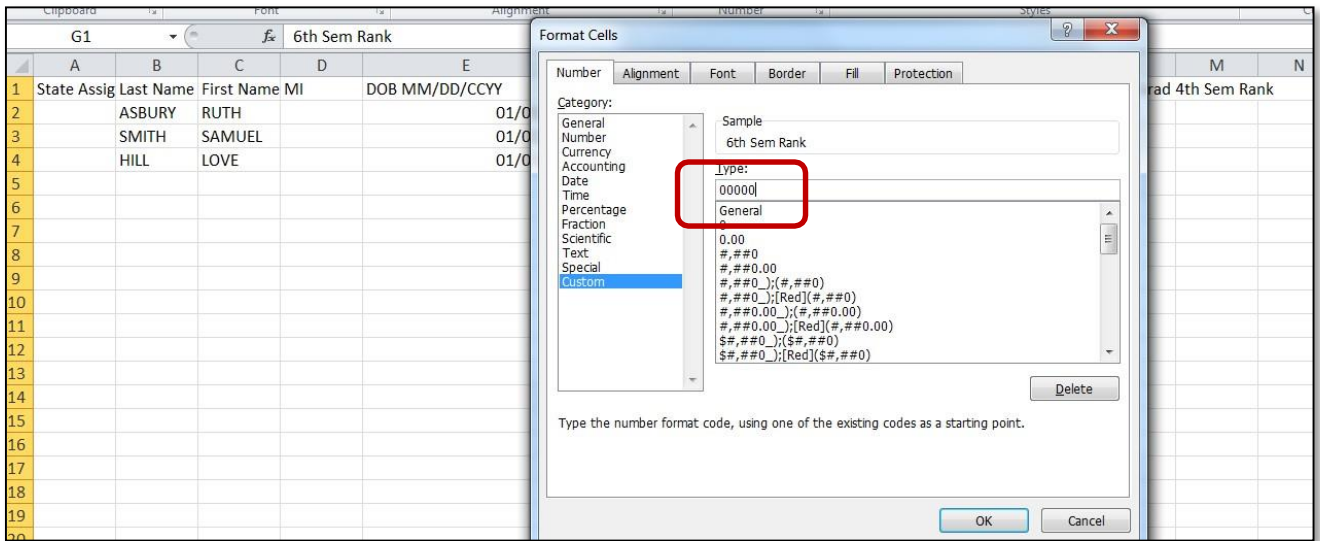 Clipboard Font Alignment Number Styles
G1 fx 6th Sem Rank
A B C D E M N
1 State Assig Last Name First Name MI DOB MM/DD/CCYY rad 4th Sem Rank
2 ASBURY RUTH 01/0
3 SMITH SAMUEL 01/0
4 HILL LOVE 01/0
5
6
7
8
9
10
11
12
13
14
15
16
17
18
19
20
Format Cells
Number Alignment Font Border Fill Protection
Category:
General
Number
Currency
Accounting
Date
Time
Percentage
Fraction
Scientific
Text
Special
Custom
Sample
6th Sem Rank
Type:
00000
General
0
0.00
#,##0
#,##0.00
#,##0_);(#,##0)
#,##0_);[Red](#,##0)
#,##0.00_);(#,##0.00)
#,##0.00_);[Red](#,##0.00)
$#,##0_);($#,##0)
$#,##0_);[Red]($#,##0)
Delete
Type the number format code, using one of the existing codes as a starting point.
OK Cancel